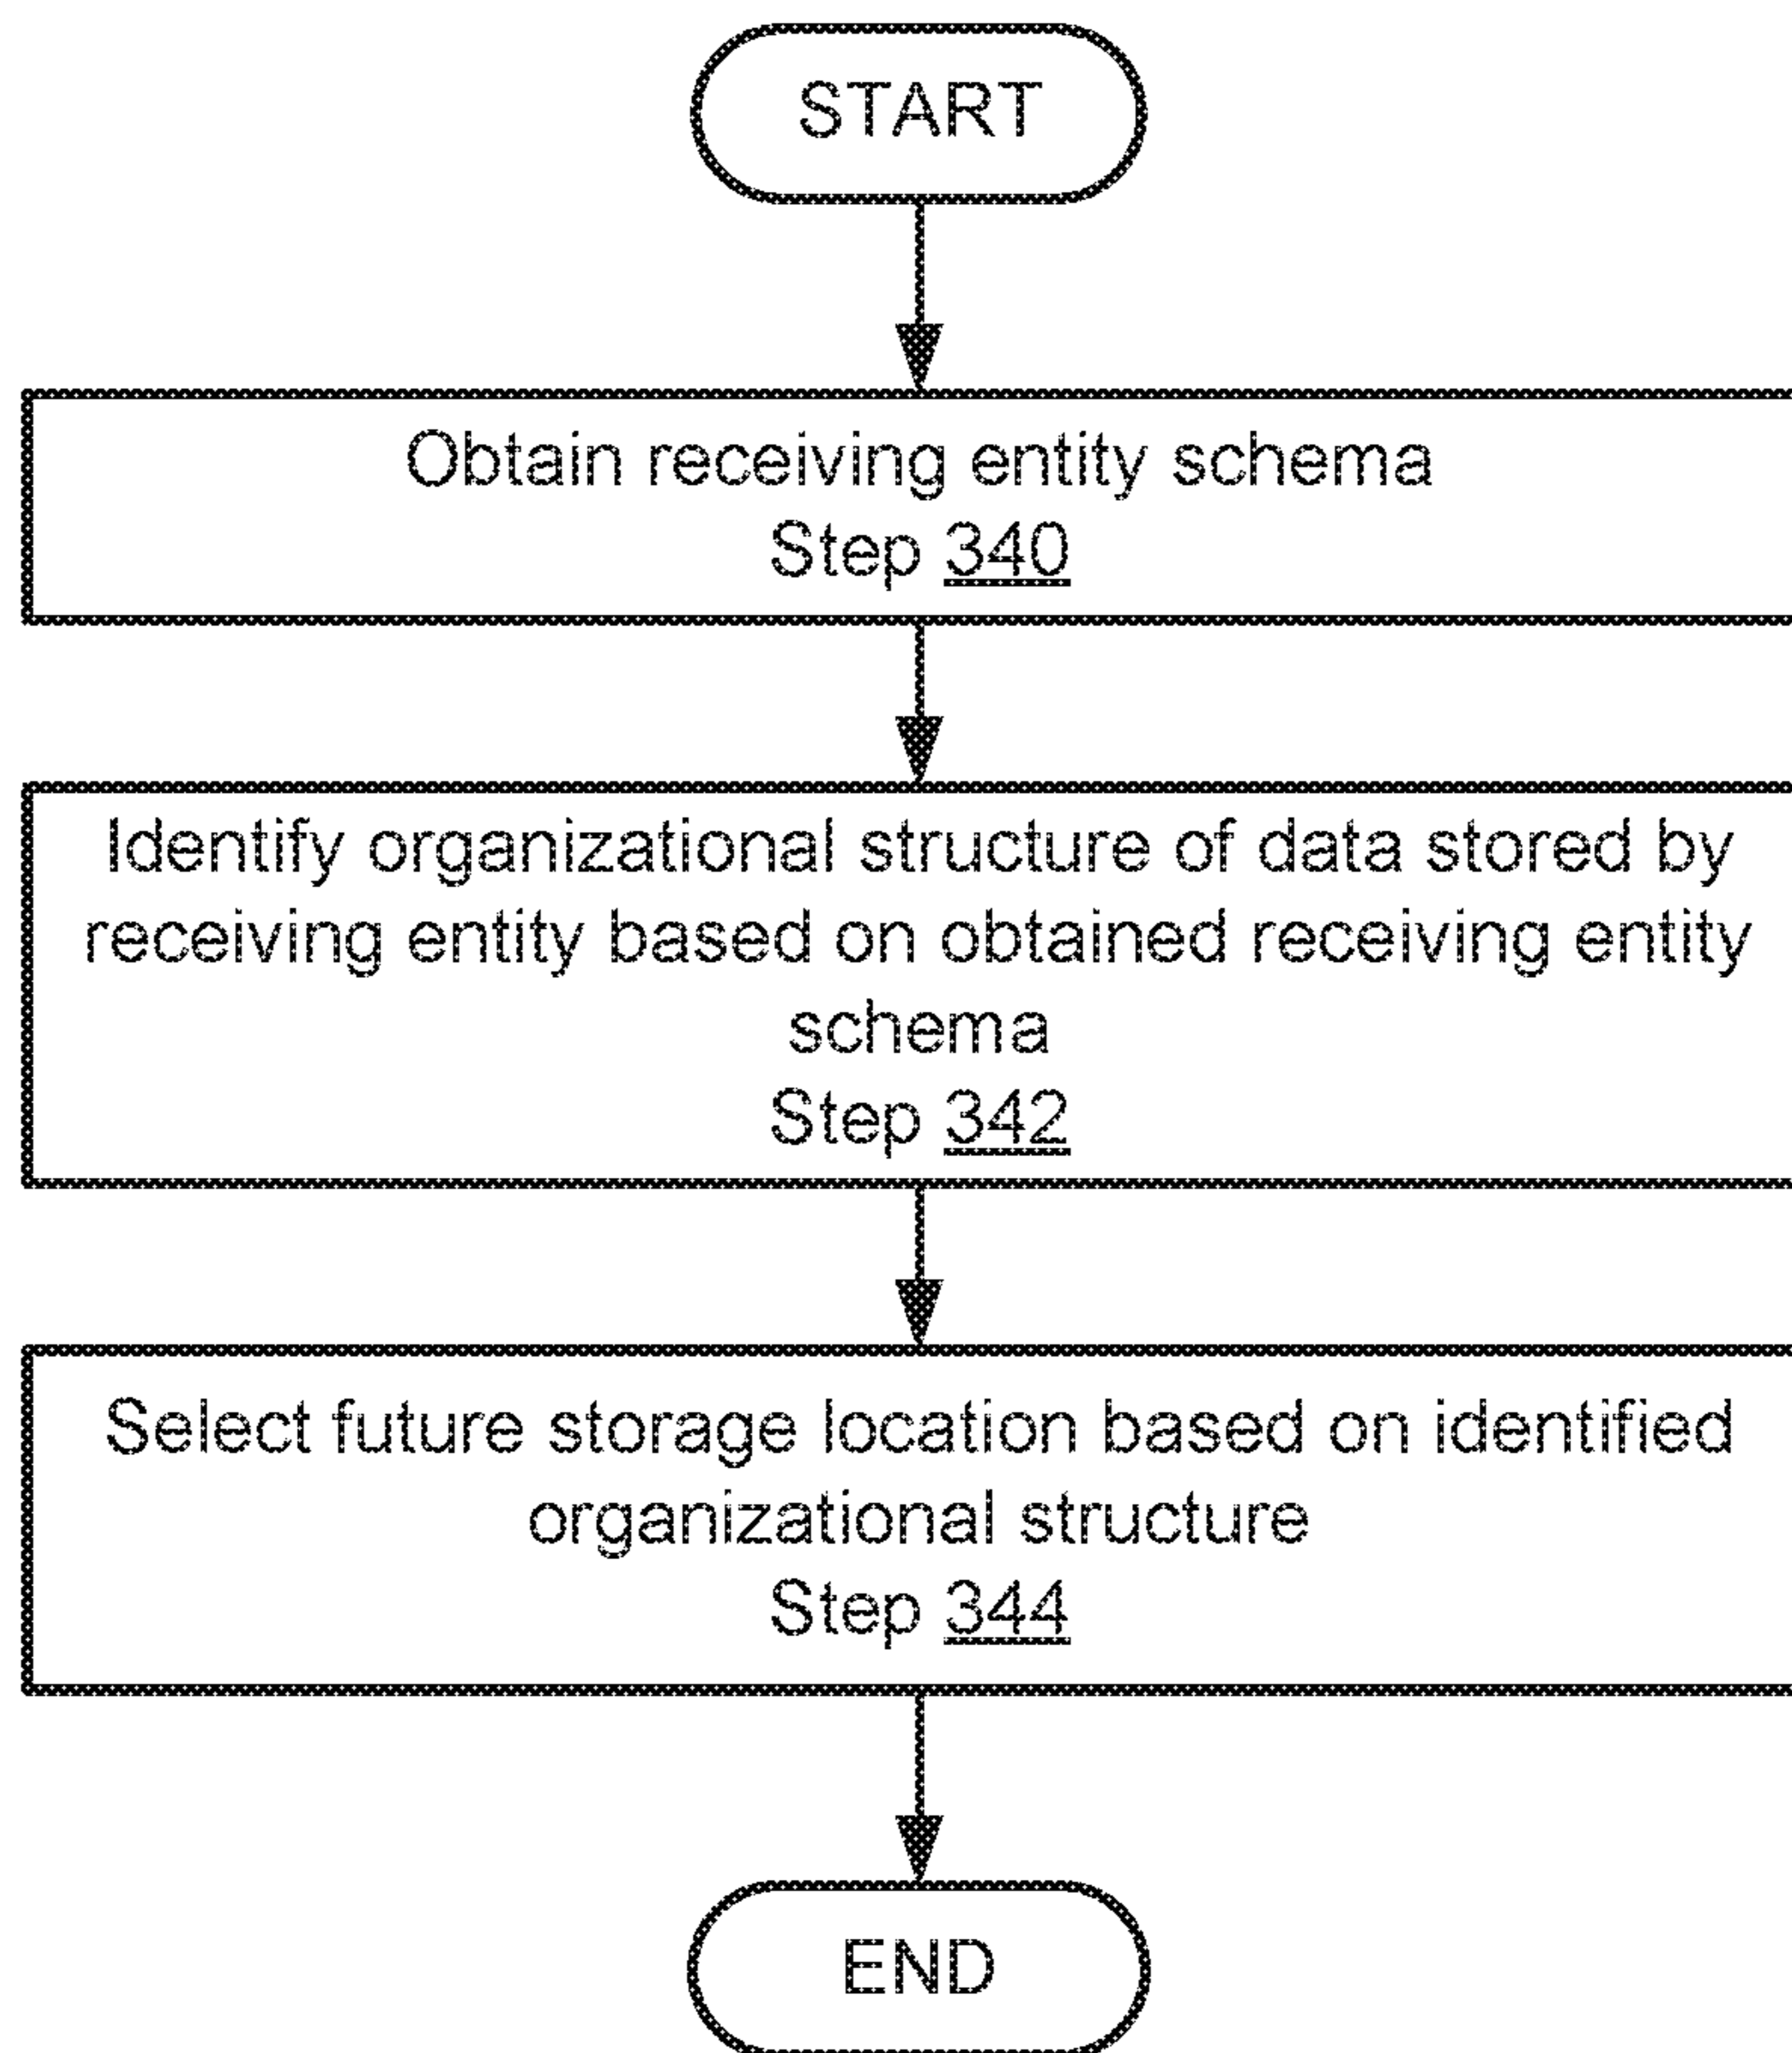 START
Obtain receiving entity schema
Step 340
Identify organizational structure of data stored by
receiving entity based on obtained receiving entity
schema
Step 342
Select future storage location based on identified
organizational structure
Step 344
END